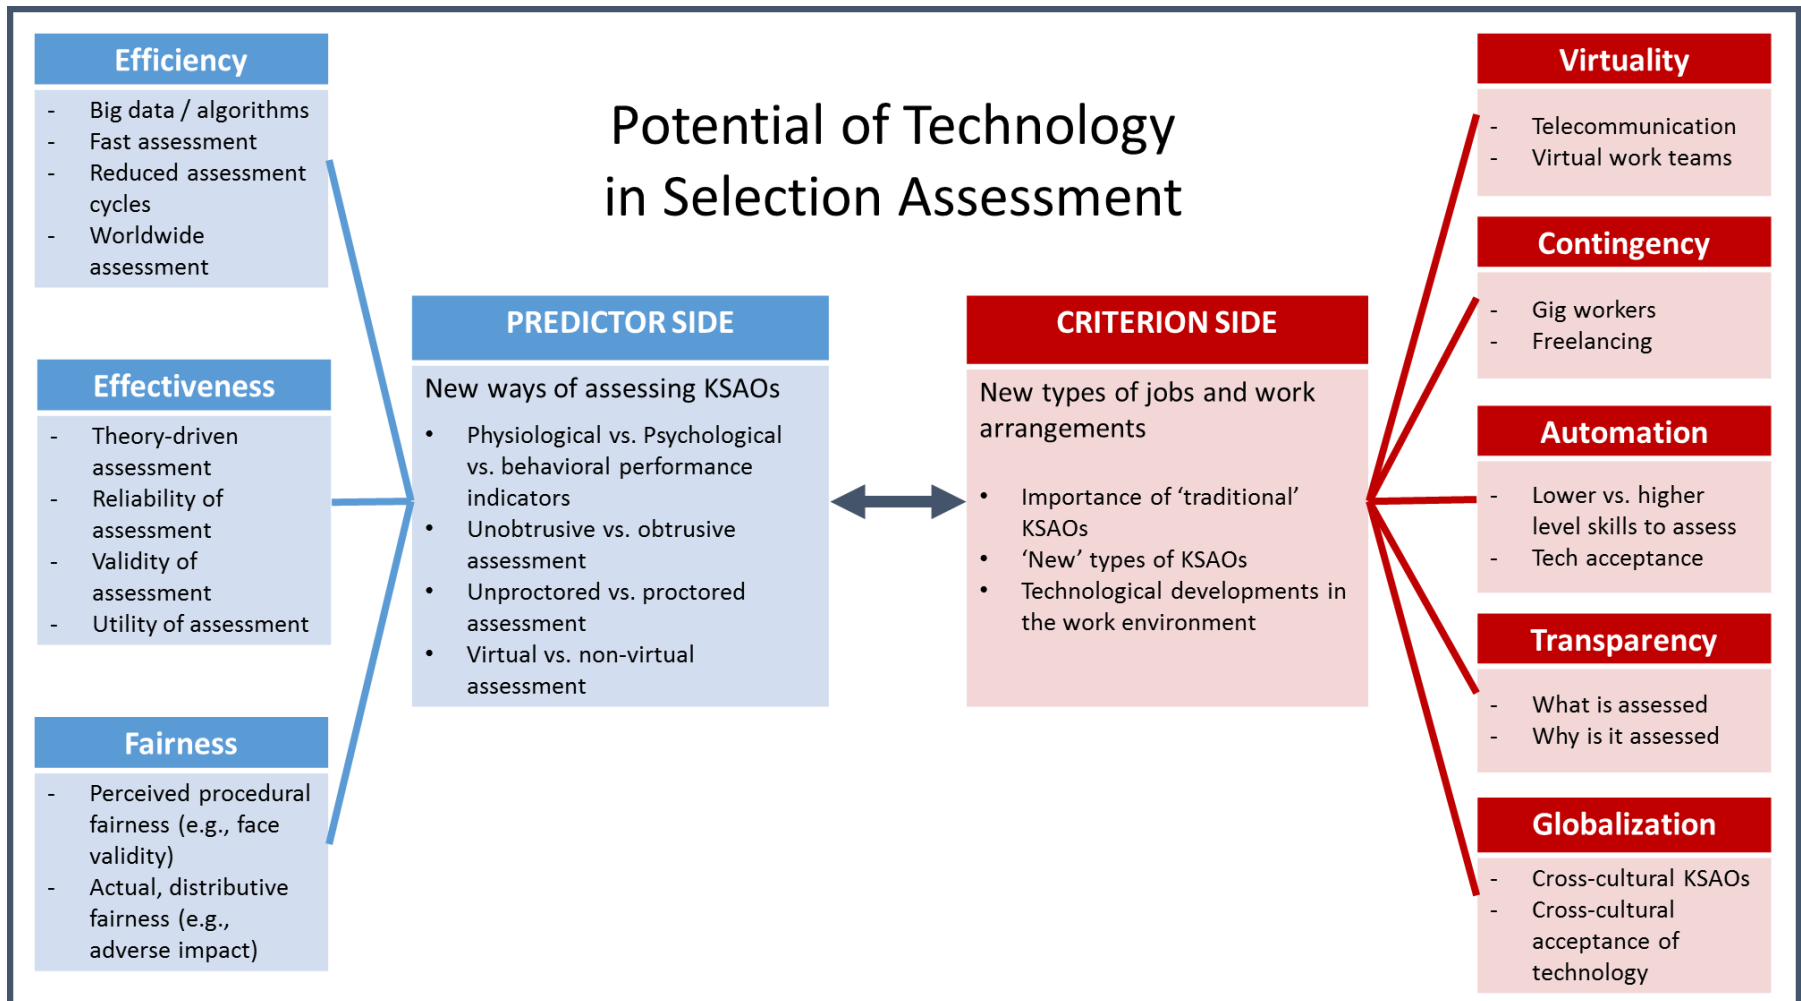 Potential of Technology
in Selection Assessment
Efficiency
- Big data / algorithms
- Fast assessment
- Reduced assessment
cycles
- Worldwide
assessment
Effectiveness
- Theory-driven
assessment
- Reliability of
assessment
- Validity of
assessment
- Utility of assessment
Fairness
- Perceived procedural
fairness (e.g., face
validity)
- Actual, distributive
fairness (e.g.,
adverse impact)
PREDICTOR SIDE
New ways of assessing KSAOs
• Physiological vs. Psychological
vs. behavioral performance
indicators
• Unobtrusive vs. obtrusive
assessment
• Unproctored vs. proctored
assessment
• Virtual vs. non-virtual
assessment
CRITERION SIDE
New types of jobs and work
arrangements
• Importance of ‘traditional’
KSAOs
• ‘New’ types of KSAOs
• Technological developments in
the work environment
Virtuality
- Telecommunication
- Virtual work teams
Contingency
- Gig workers
- Freelancing
Automation
- Lower vs. higher
level skills to assess
- Tech acceptance
Transparency
- What is assessed
- Why is it assessed
Globalization
- Cross-cultural KSAOs
- Cross-cultural
acceptance of
technology